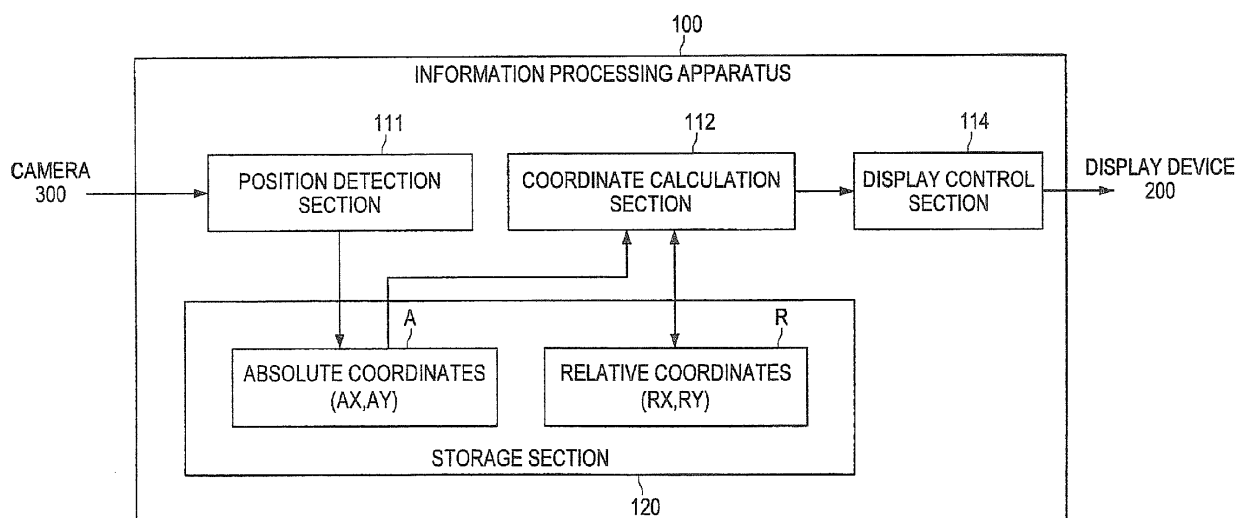 100
INFORMATION PROCESSING APPARATUS
111
112
114
CAMERA
300
POSITION DETECTION
SECTION
COORDINATE CALCULATION
SECTION
DISPLAY CONTROL
SECTION
DISPLAY DEVICE
200
A
R
ABSOLUTE COORDINATES
(AX,AY)
RELATIVE COORDINATES
(RX,RY)
STORAGE SECTION
120